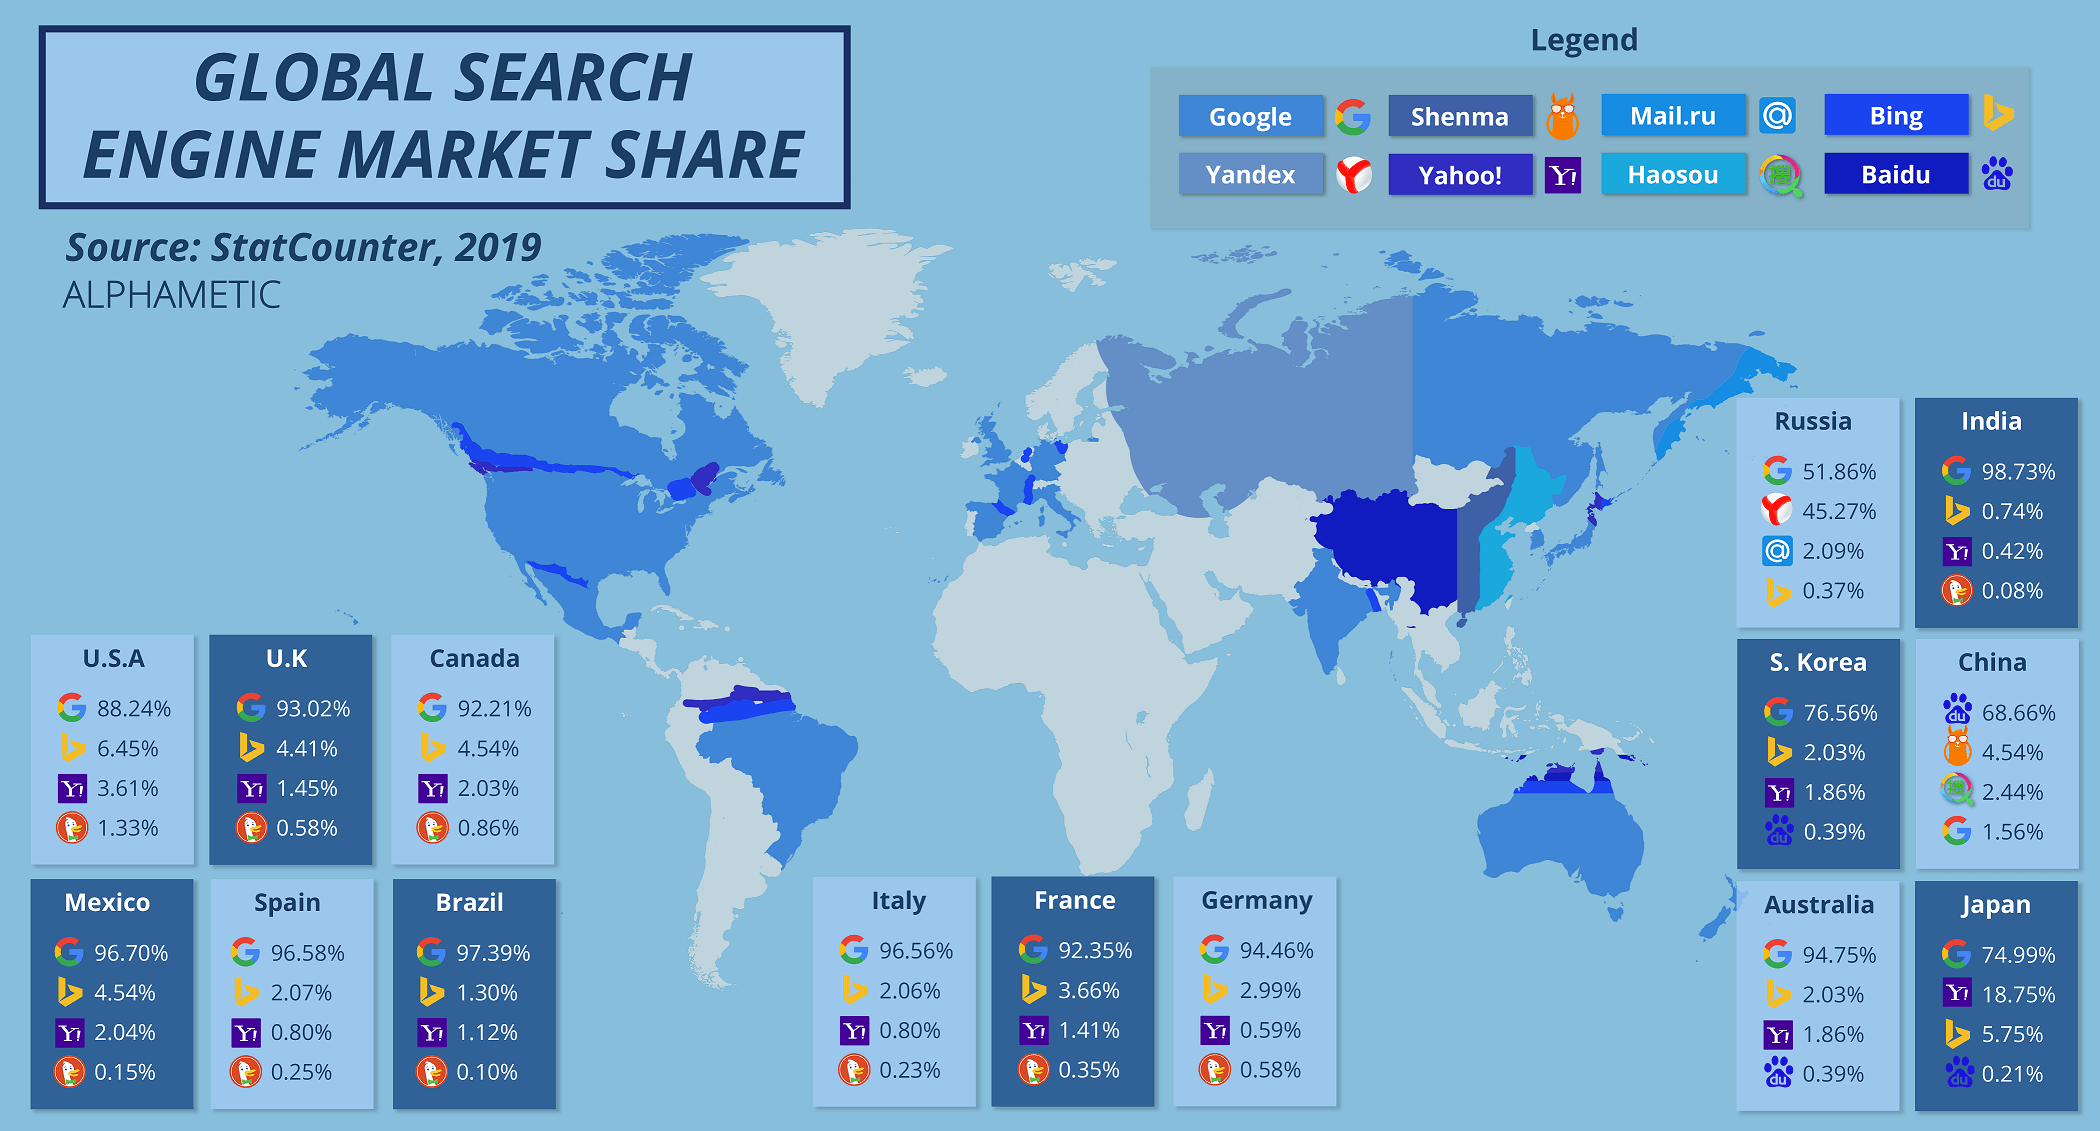 GLOBAL SEARCH
ENGINE MARKET SHARE
Source: StatCounter, 2019
ALPHAMETIC
Legend
Google Shenma Mail.ru @ Bing
Yandex Yahoo! Y! Haosou Baidu du
Russia
51.86%
45.27%
@ 2.09%
0.37%
India
98.73%
0.74%
Y! 0.42%
0.08%
U.S.A
88.24%
6.45%
Y! 3.61%
1.33%
U.K
93.02%
4.41%
Y! 1.45%
0.58%
Canada
92.21%
4.54%
Y! 2.03%
0.86%
S. Korea
76.56%
2.03%
Y! 1.86%
du 0.39%
China
du 68.66%
4.54%
2.44%
1.56%
Mexico
96.70%
4.54%
Y! 2.04%
0.15%
Spain
96.58%
2.07%
Y! 0.80%
0.25%
Brazil
97.39%
1.30%
Y! 1.12%
0.10%
Italy
96.56%
2.06%
Y! 0.80%
0.23%
France
92.35%
3.66%
Y! 1.41%
0.35%
Germany
94.46%
2.99%
Y! 0.59%
0.58%
Australia
94.75%
2.03%
Y! 1.86%
du 0.39%
Japan
74.99%
Y! 18.75%
5.75%
du 0.21%